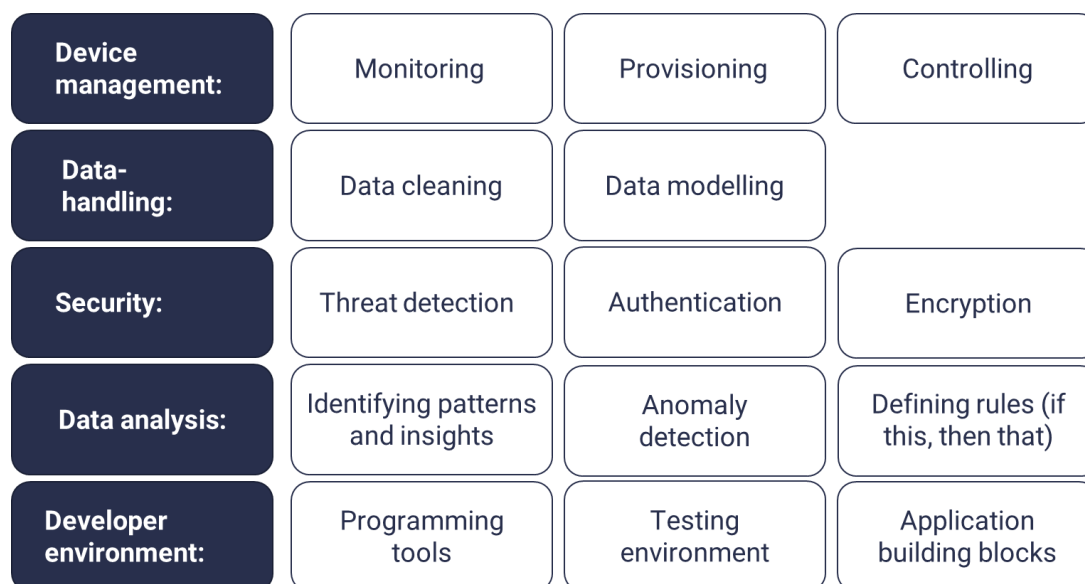 Device
management:
Monitoring
Provisioning
Controlling
Data-
handling:
Data cleaning
Data modelling
Security:
Threat detection
Authentication
Encryption
Data analysis:
Identifying patterns
and insights
Anomaly
detection
Defining rules (if
this, then that)
Developer
environment:
Programming
tools
Testing
environment
Application
building blocks